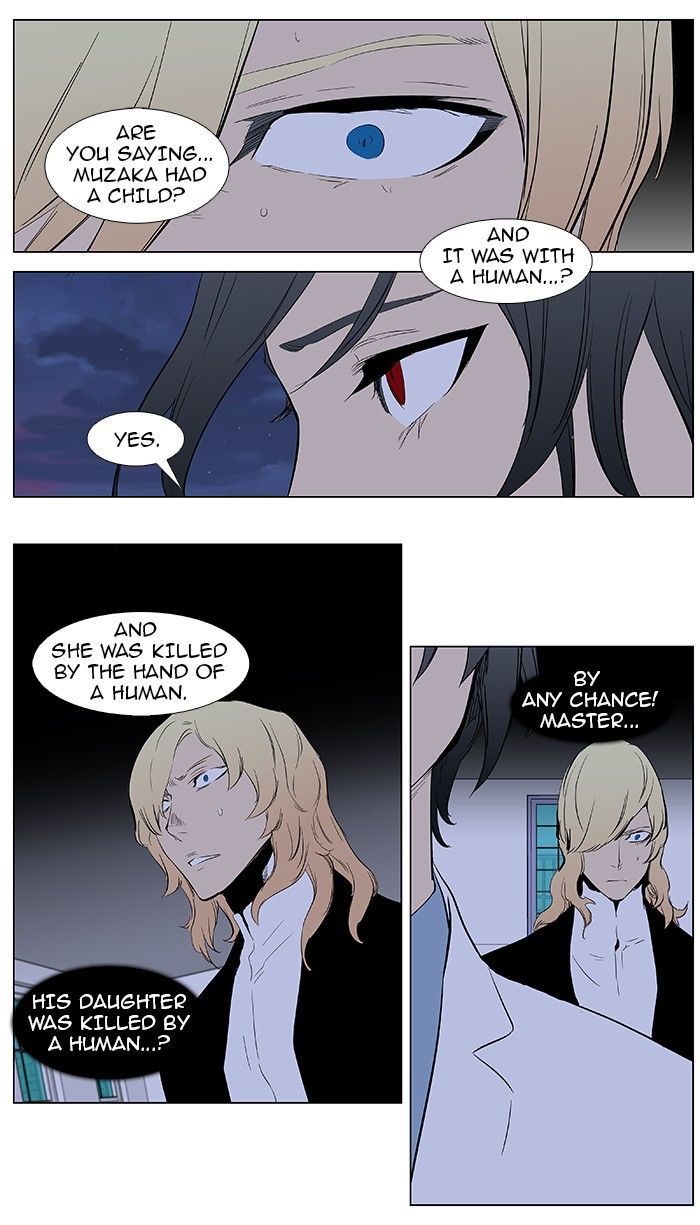 ARE
YOU SAYING...
MUZAKA HAD
A CHILD?
AND
IT WAS WITH
A HUMAN...?
YES.
AND
SHE WAS KILLED
BY THE HAND OF
A HUMAN.
HIS DAUGHTER
WAS KILLED BY
A HUMAN...?
BY
ANY CHANCE!
MASTER...